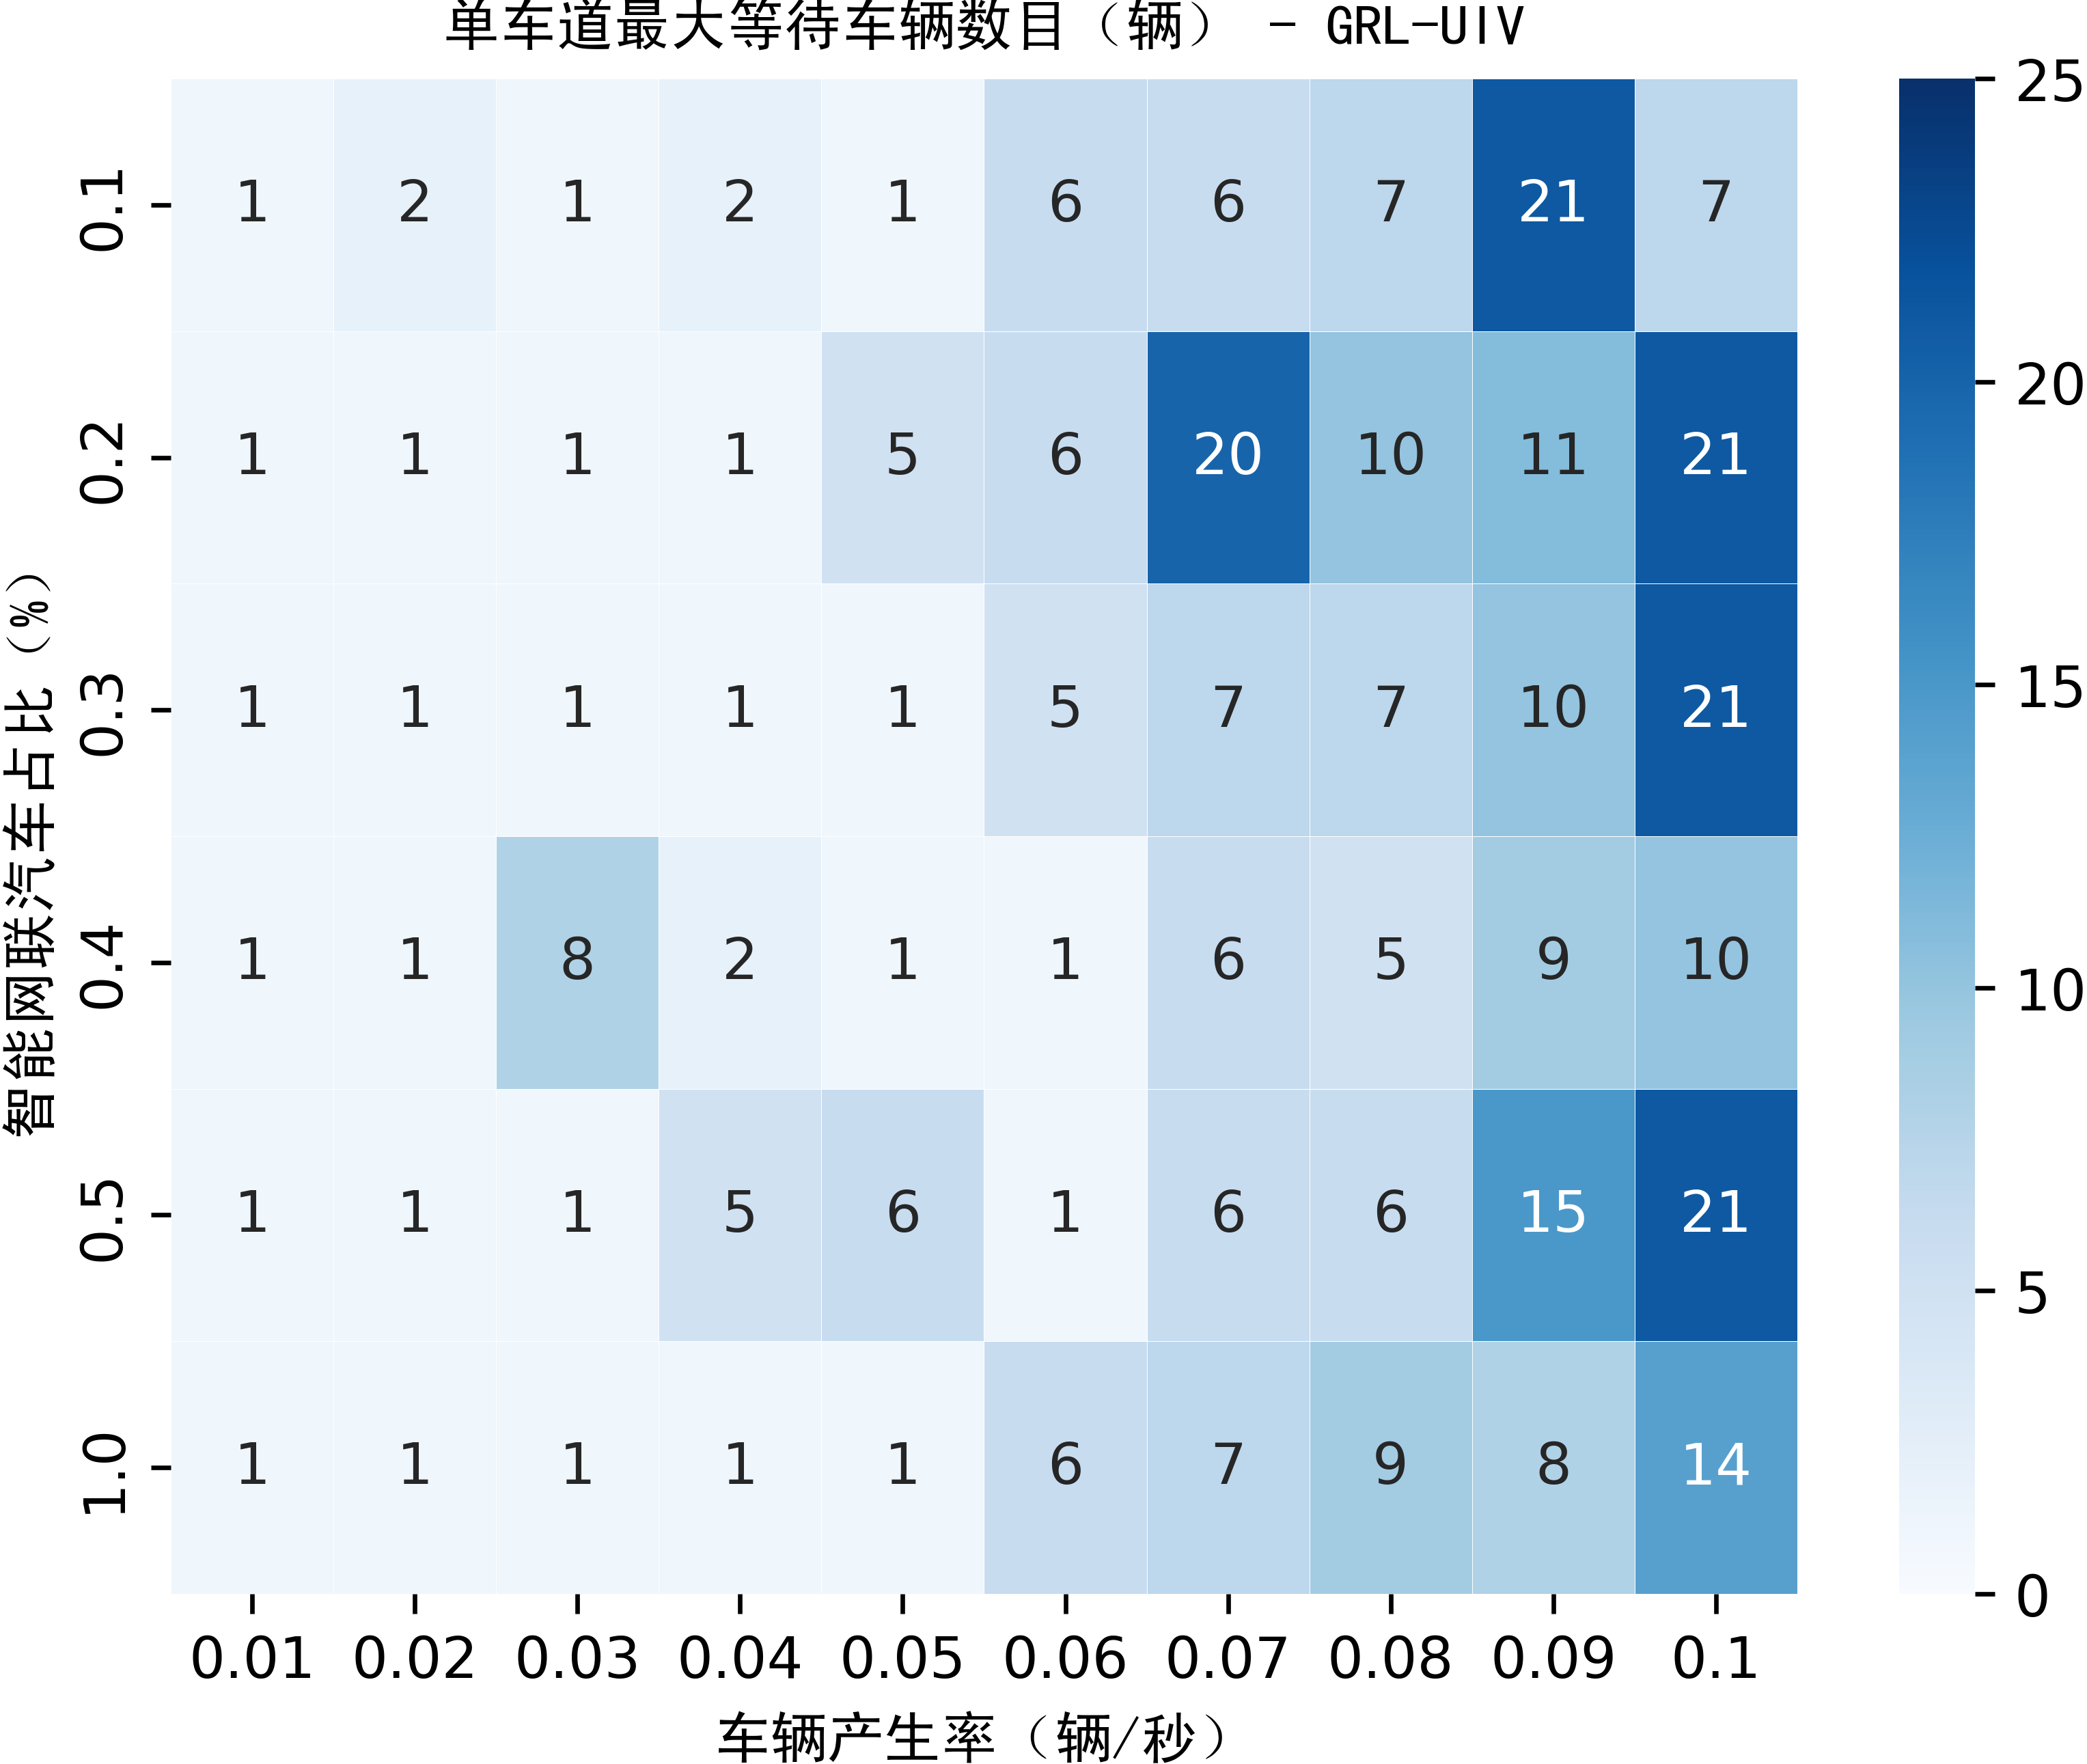 单车道最大等待车辆数目（辆） - GRL-UIV
智能网联汽车占比（%）
0.1 1 2 1 2 1 6 6 7 21 7
0.2 1 1 1 1 5 6 20 10 11 21
0.3 1 1 1 1 1 5 7 7 10 21
0.4 1 1 8 2 1 1 6 5 9 10
0.5 1 1 1 5 6 1 6 6 15 21
1.0 1 1 1 1 1 6 7 9 8 14
0.01 0.02 0.03 0.04 0.05 0.06 0.07 0.08 0.09 0.1
车辆产生率（辆/秒）
25
20
15
10
5
0